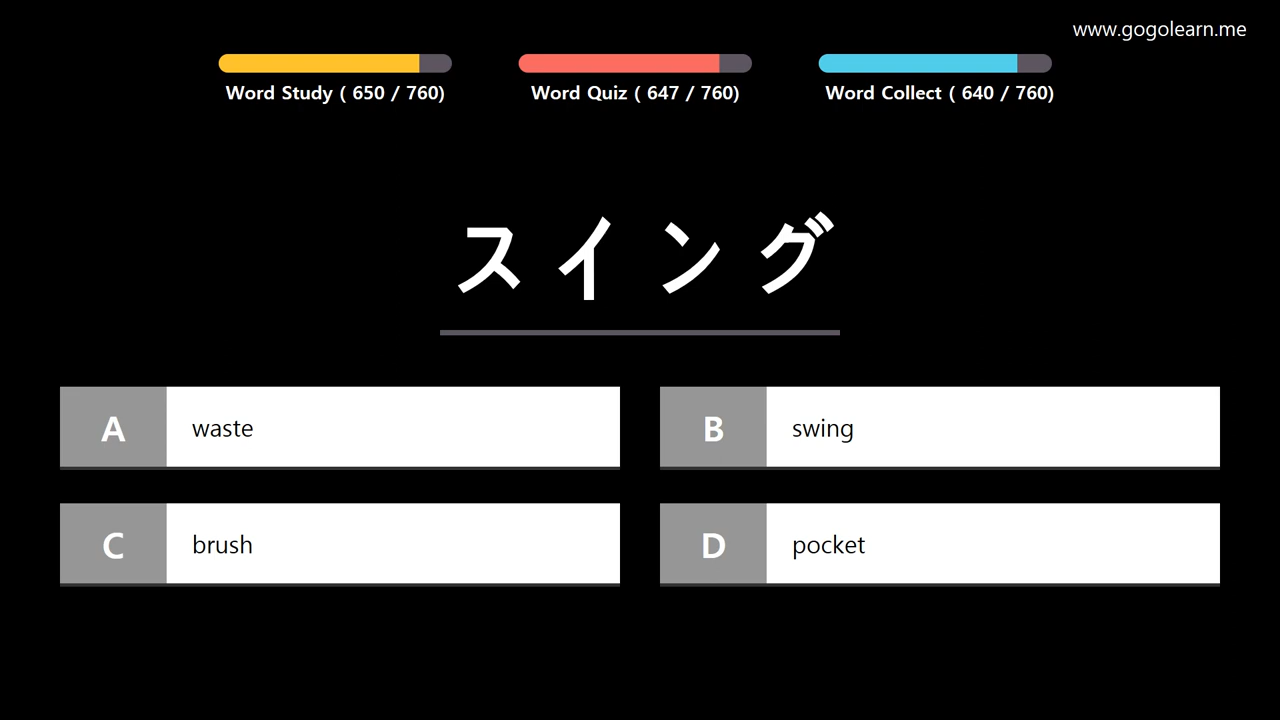 www.gogolearn.me
Word Study ( 650 / 760)
Word Quiz ( 647 / 760)
Word Collect ( 640 / 760)
スイング
A waste
B swing
C brush
D pocket